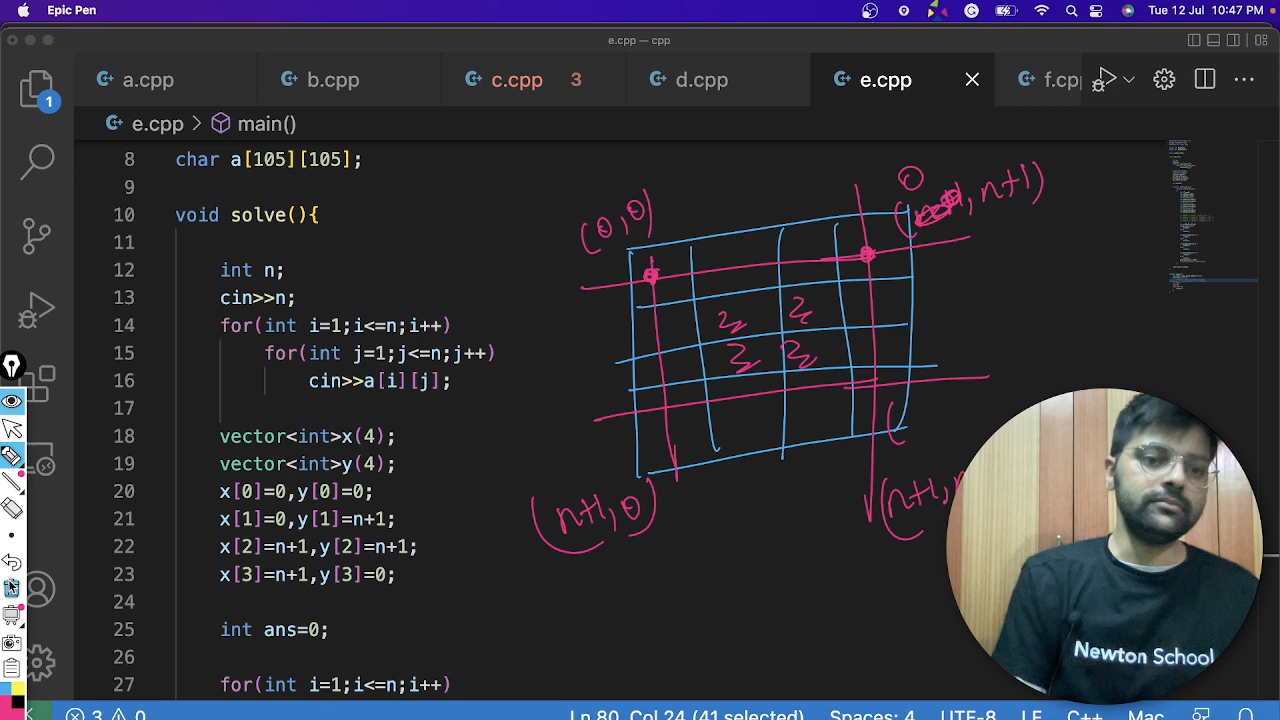 Epic Pen
Tue 12 Jul 10:47 PM
e.cpp — cpp
1
a.cpp
b.cpp
c.cpp 3
d.cpp
e.cpp
f.cpp
e.cpp > main()
8 char a[105][105];
9
10 void solve(){
11
12 int n;
13 cin>>n;
14 for(int i=1;i<=n;i++)
15 for(int j=1;j<=n;j++)
16 cin>>a[i][j];
17
18 vector<int>x(4);
19 vector<int>y(4);
20 x[0]=0,y[0]=0;
21 x[1]=0,y[1]=n+1;
22 x[2]=n+1,y[2]=n+1;
23 x[3]=n+1,y[3]=0;
24
25 int ans=0;
26
27 for(int i=1;i<=n;i++)
(0,0)
0
, n+1)
2 2
2 2
(n+1,0)
(n+1,
Newton School
3 0
Ln 80, Col 24 (41 selected)
Spaces: 4
UTF-8
LF
C++
Mac